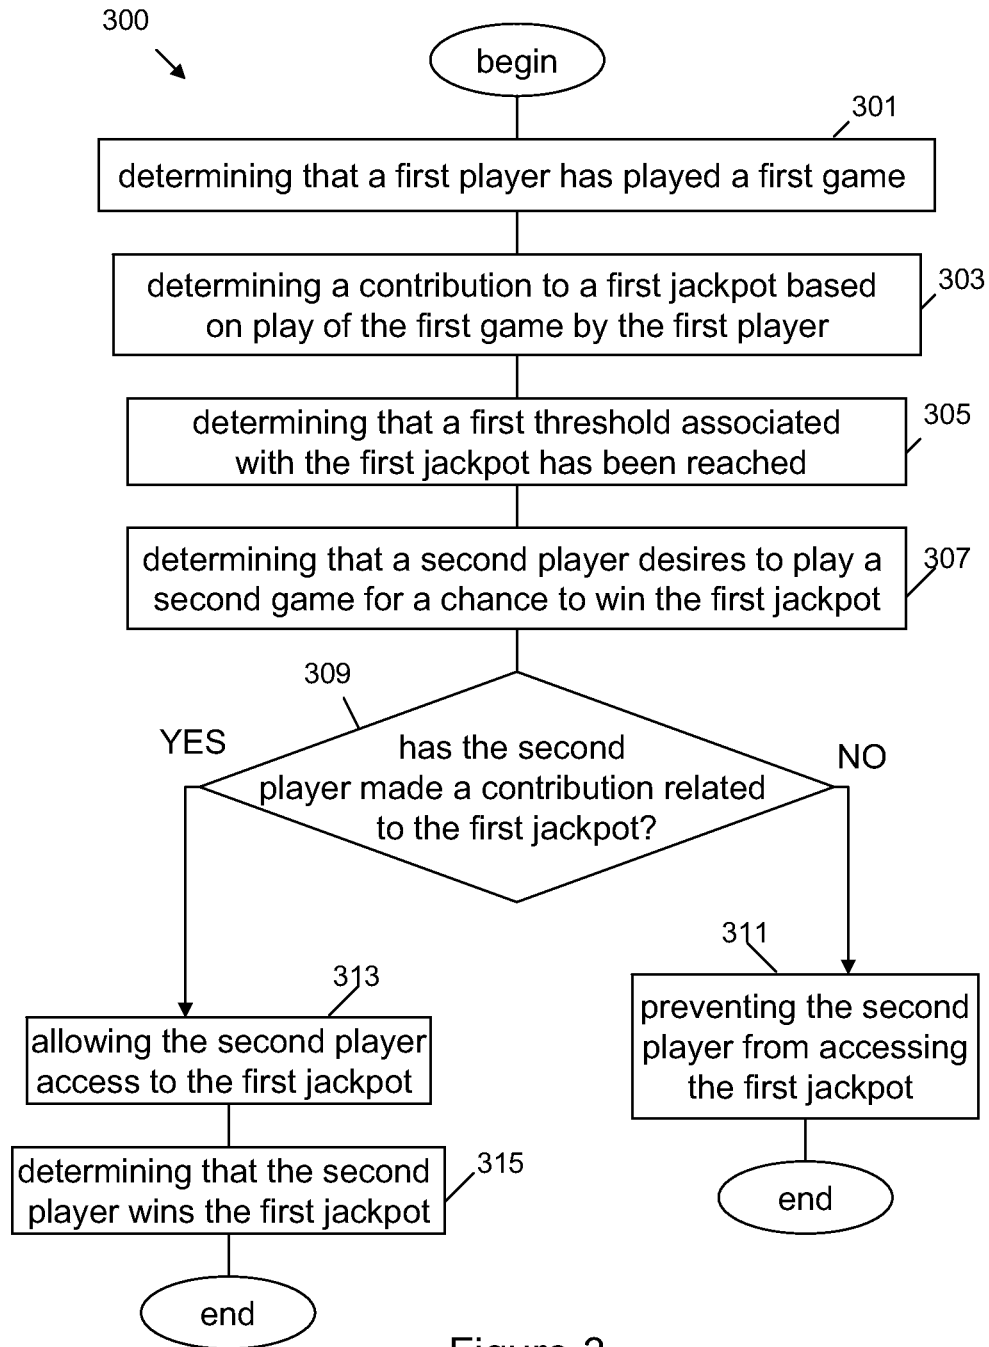 300
begin
301
determining that a first player has played a first game
303
determining a contribution to a first jackpot based
on play of the first game by the first player
305
determining that a first threshold associated
with the first jackpot has been reached
307
determining that a second player desires to play a
second game for a chance to win the first jackpot
309
YES
NO
has the second
player made a contribution related
to the first jackpot?
311
313
preventing the second
player from accessing
the first jackpot
allowing the second player
access to the first jackpot
315
determining that the second
player wins the first jackpot
end
end
Figure 3